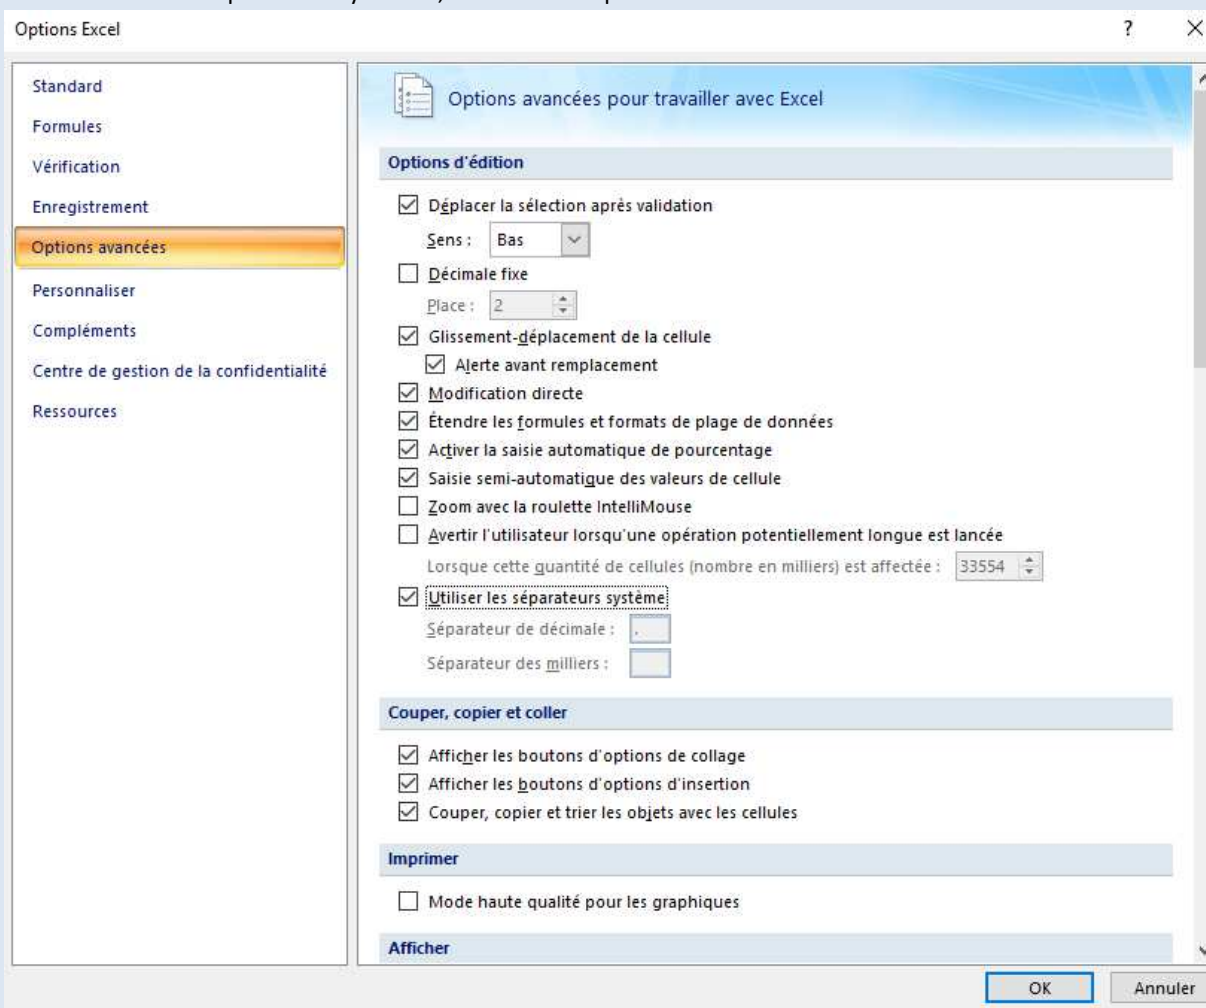 Options Excel
?
Standard
Formules
Vérification
Enregistrement
Options avancées
Personnaliser
Compléments
Centre de gestion de la confidentialité
Ressources
Options avancées pour travailler avec Excel
Options d'édition
Déplacer la sélection après validation
Sens : Bas
Décimale fixe
Place : 2
Glissement-déplacement de la cellule
Alerte avant remplacement
Modification directe
Étendre les formules et formats de plage de données
Activer la saisie automatique de pourcentage
Saisie semi-automatique des valeurs de cellule
Zoom avec la roulette IntelliMouse
Avertir l'utilisateur lorsqu'une opération potentiellement longue est lancée
Lorsque cette quantité de cellules (nombre en milliers) est affectée : 33554
Utiliser les séparateurs système
Séparateur de décimale : .
Séparateur des milliers :
Couper, copier et coller
Afficher les boutons d'options de collage
Afficher les boutons d'options d'insertion
Couper, copier et trier les objets avec les cellules
Imprimer
Mode haute qualité pour les graphiques
Afficher
OK Annuler